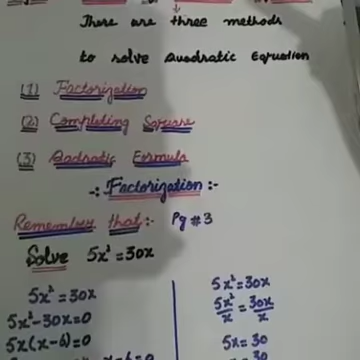 There are three methods
to solve Quadratic Equation
(1) Factorization
(2) Completing Square
(3) Qadratic Formula
-: Factorization :-
Remember that:- Pg # 3
Solve 5x² = 30x
5x² = 30x
5x² - 30x = 0
5x (x - 6) = 0
5x² = 30x
5x²/x = 30x/x
5x = 30